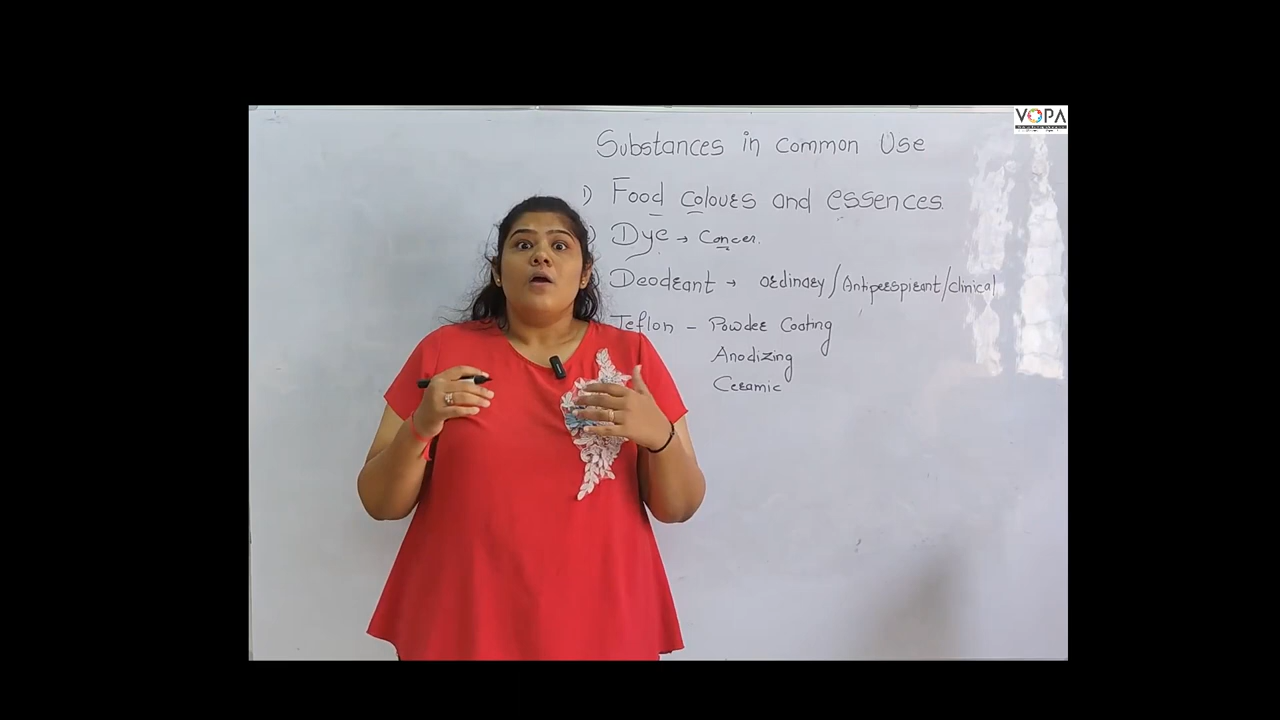 VOPA
Substances in Common Use
1) Food colours and essences
) Dye → Cancer.
Deodrant → ordinary/Antiperspirant/clinical
Teflon – Powder Coating
Anodizing
Ceramic